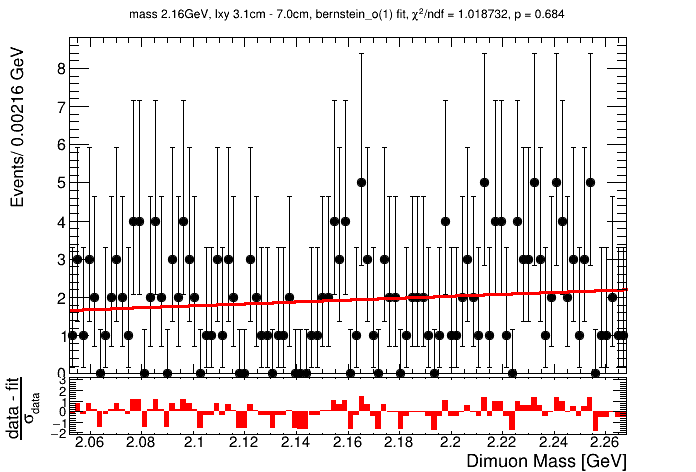 mass 2.16GeV, lxy 3.1cm - 7.0cm, bernstein_o(1) fit, χ²/ndf = 1.018732, p = 0.684
Events/ 0.00216 GeV
8
7
6
5
4
3
2
1
0
data - fit
σdata
3
2
1
0
−1
−2
2.06 2.08 2.1 2.12 2.14 2.16 2.18 2.2 2.22 2.24 2.26
Dimuon Mass [GeV]